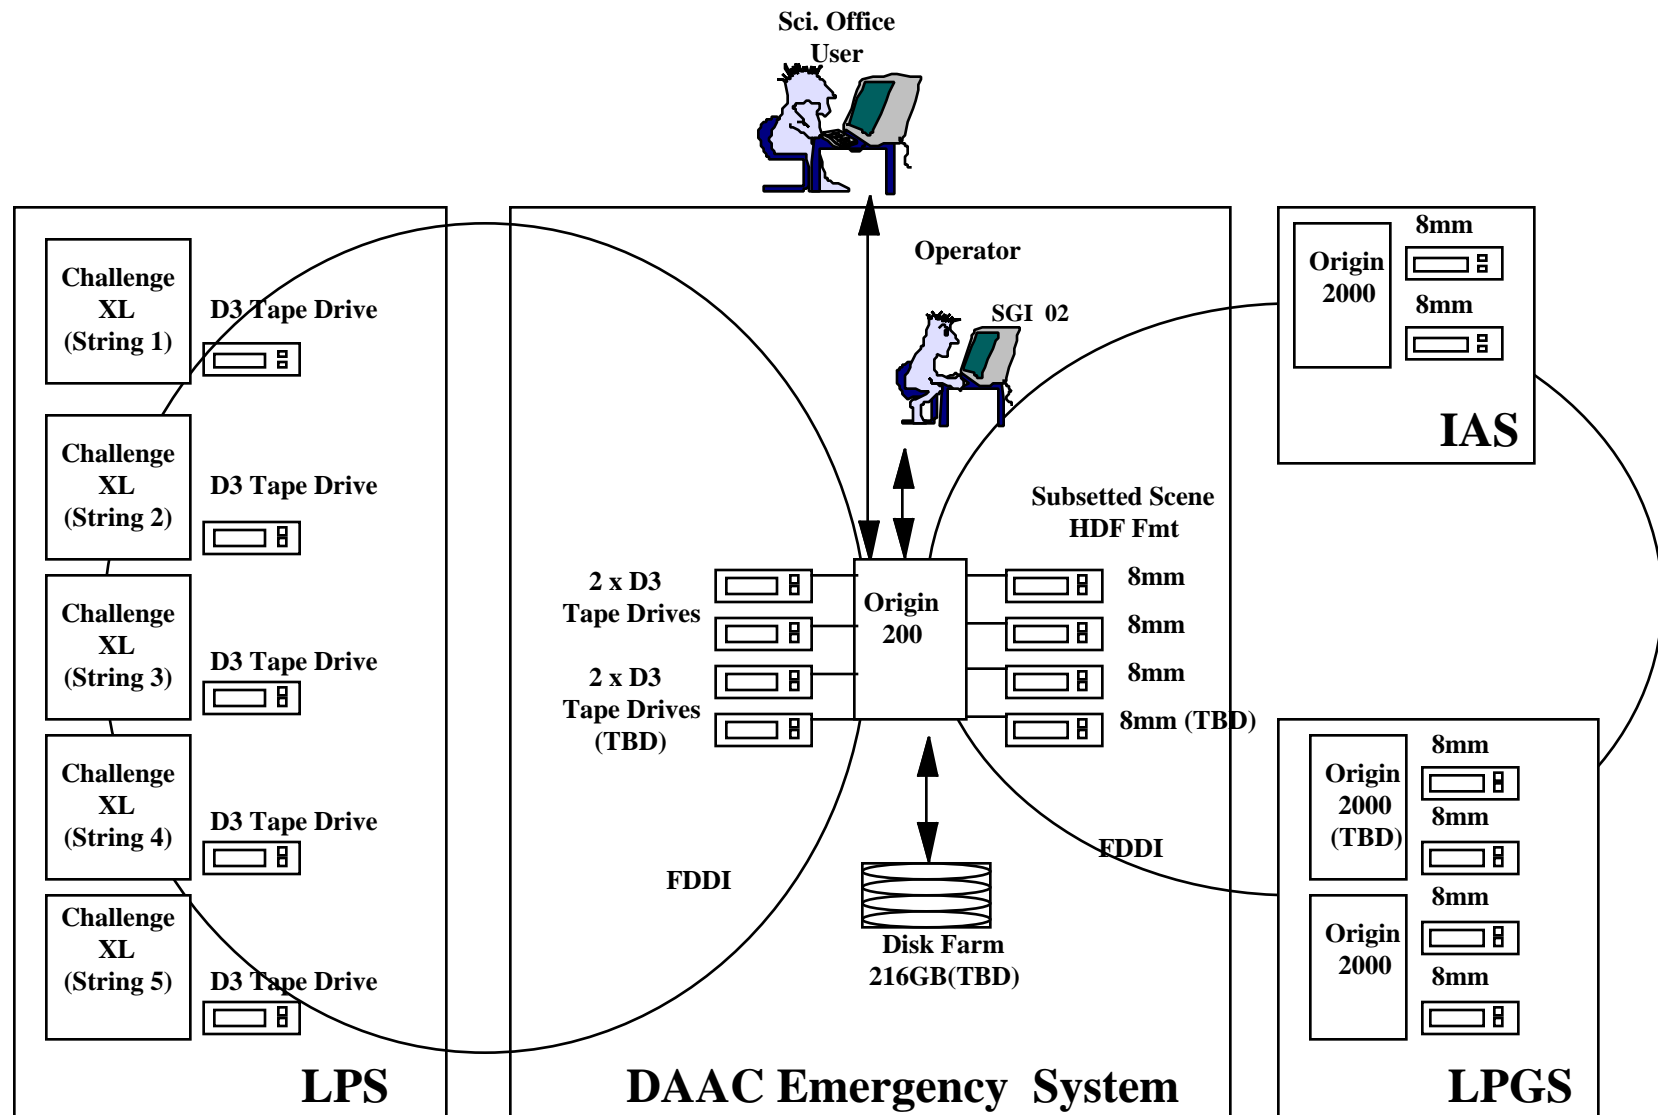 Sci. Office
User
Challenge
XL
(String 1)
D3 Tape Drive
Challenge
XL
(String 2)
D3 Tape Drive
Challenge
XL
(String 3)
D3 Tape Drive
Challenge
XL
(String 4)
D3 Tape Drive
Challenge
XL
(String 5)
D3 Tape Drive
LPS
Operator
SGI 02
Subsetted Scene
HDF Fmt
2 x D3
Tape Drives
2 x D3
Tape Drives
(TBD)
Origin
200
8mm
8mm
8mm
8mm (TBD)
FDDI
FDDI
Disk Farm
216GB(TBD)
DAAC Emergency System
Origin
2000
8mm
8mm
IAS
Origin
2000
(TBD)
8mm
8mm
Origin
2000
8mm
8mm
LPGS